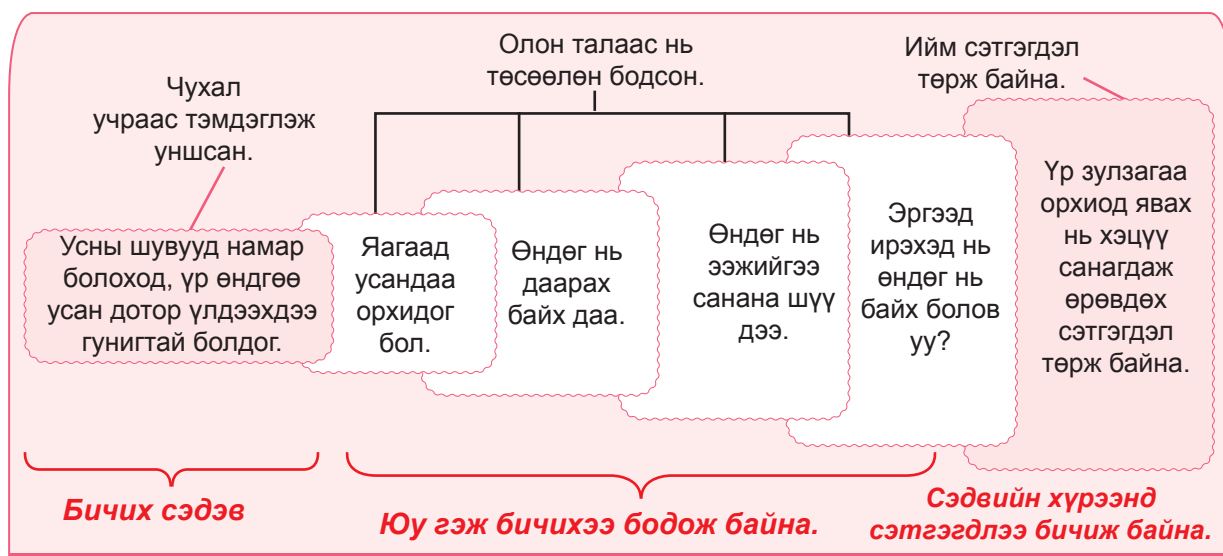 Олон талаас нь
төсөөлөн бодсон.
Ийм сэтгэгдэл
төрж байна.
Чухал
учраас тэмдэглэж
уншсан.
Усны шувууд намар
болоход, үр өндгөө
усан дотор үлдээхдээ
гунигтай болдог.
Яагаад
усандаа
орхидог
бол.
Өндөг нь
даарах
байх даа.
Өндөг нь
ээжийгээ
санана шүү
дээ.
Эргээд
ирэхэд нь
өндөг нь
байх болов
уу?
Үр зулзагаа
орхиод явах
нь хэцүү
санагдаж
өрөвдөх
сэтгэгдэл
төрж байна.
Бичих сэдэв
Юу гэж бичихээ бодож байна.
Сэдвийн хүрээнд
сэтгэгдлээ бичиж байна.